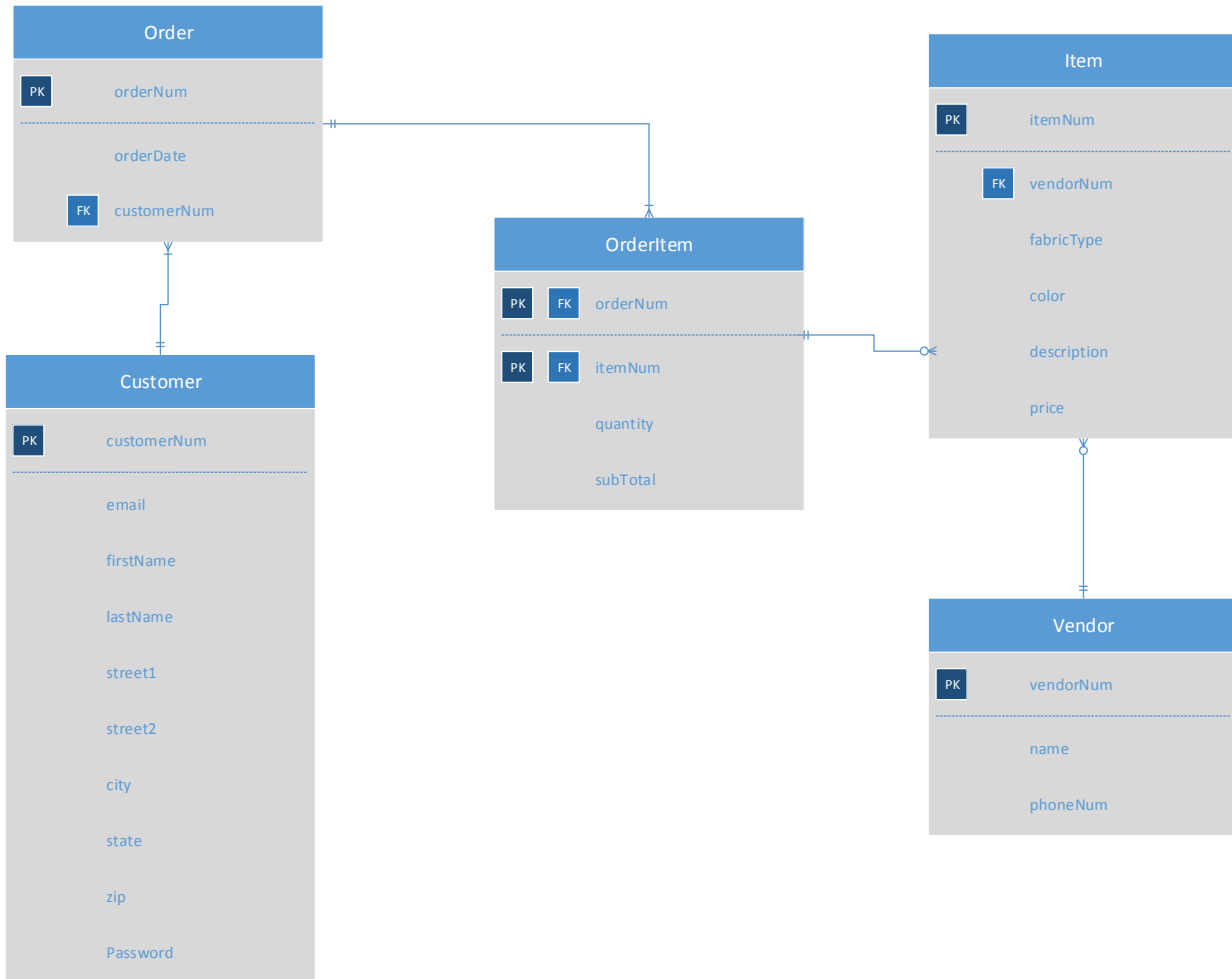 Order
PK orderNum
orderDate
FK customerNum
Customer
PK customerNum
email
firstName
lastName
street1
street2
city
state
zip
Password
OrderItem
PK FK orderNum
PK FK itemNum
quantity
subTotal
Item
PK itemNum
FK vendorNum
fabricType
color
description
price
Vendor
PK vendorNum
name
phoneNum